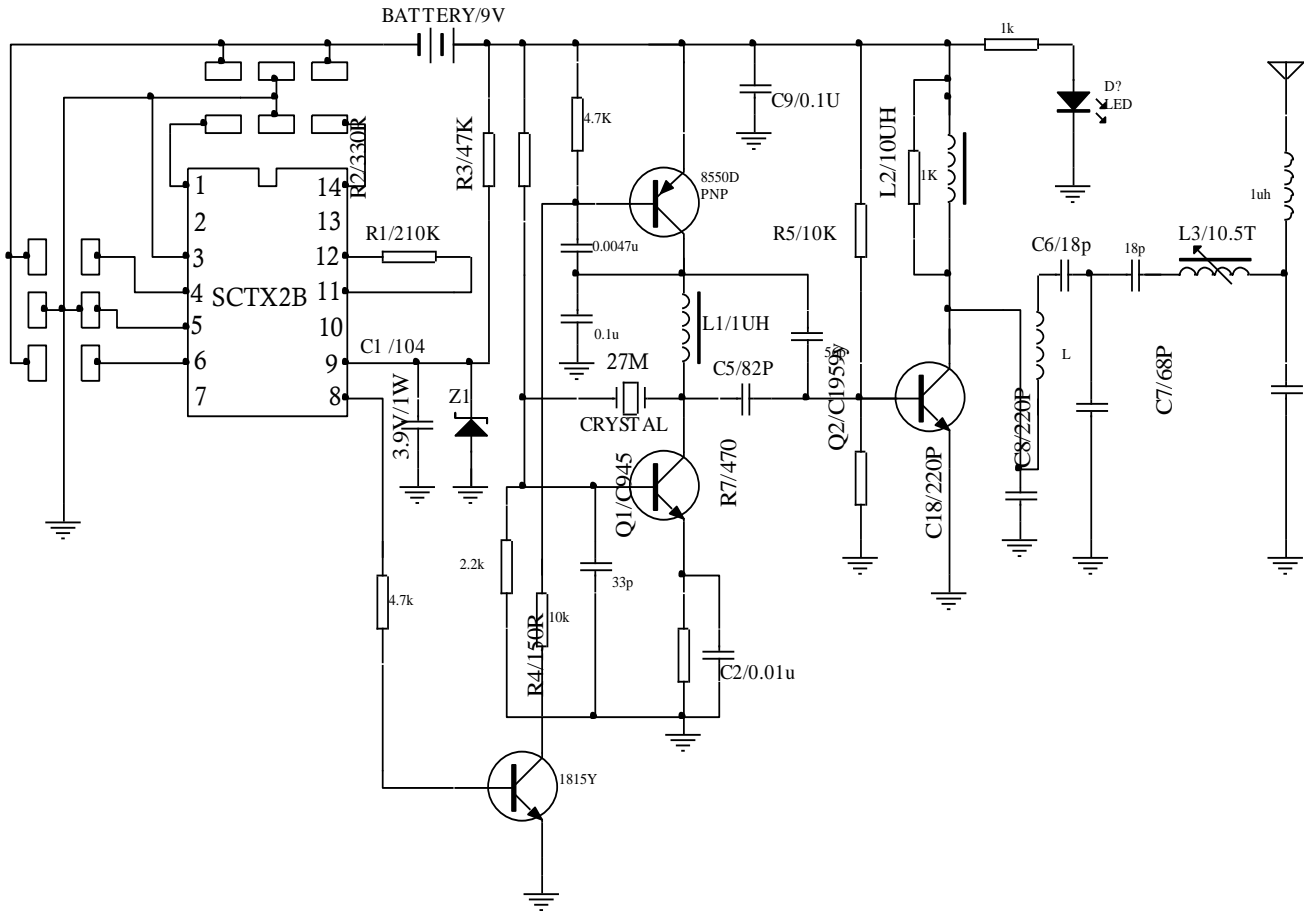 BATTERY/9V
1k
D?
LED
C9/0.1U
4.7K
R2/330R
R3/47K
L2/10UH
1K
8550D
PNP
1uh
1
14
2
13
R1/210K
R5/10K
C6/18p
18p
L3/10.5T
3
12
0.0047u
4
SCTX2B
11
5
10
0.1u
L1/1UH
C1 /104
27M
C5/82P
L
6
9
C7/68P
7
8
Z1
3.9V/1W
CRYSTAL
Q2/C1959y
C8/220P
Q1/C945
R7/470
C18/220P
2.2k
33p
4.7k
10k
R4/150R
C2/0.01u
1815Y